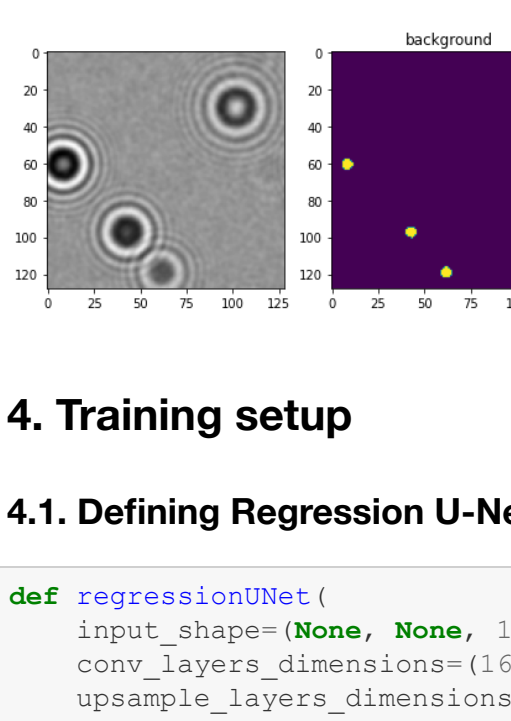 background
0
20
40
60
80
100
120
0 25 50 75 100 125
0
20
40
60
80
100
120
0 25 50 75
4. Training setup
4.1. Defining Regression U-Ne
def regressionUNet(
input_shape=(None, None, 1
conv_layers_dimensions=(16
upsample_layers_dimensions